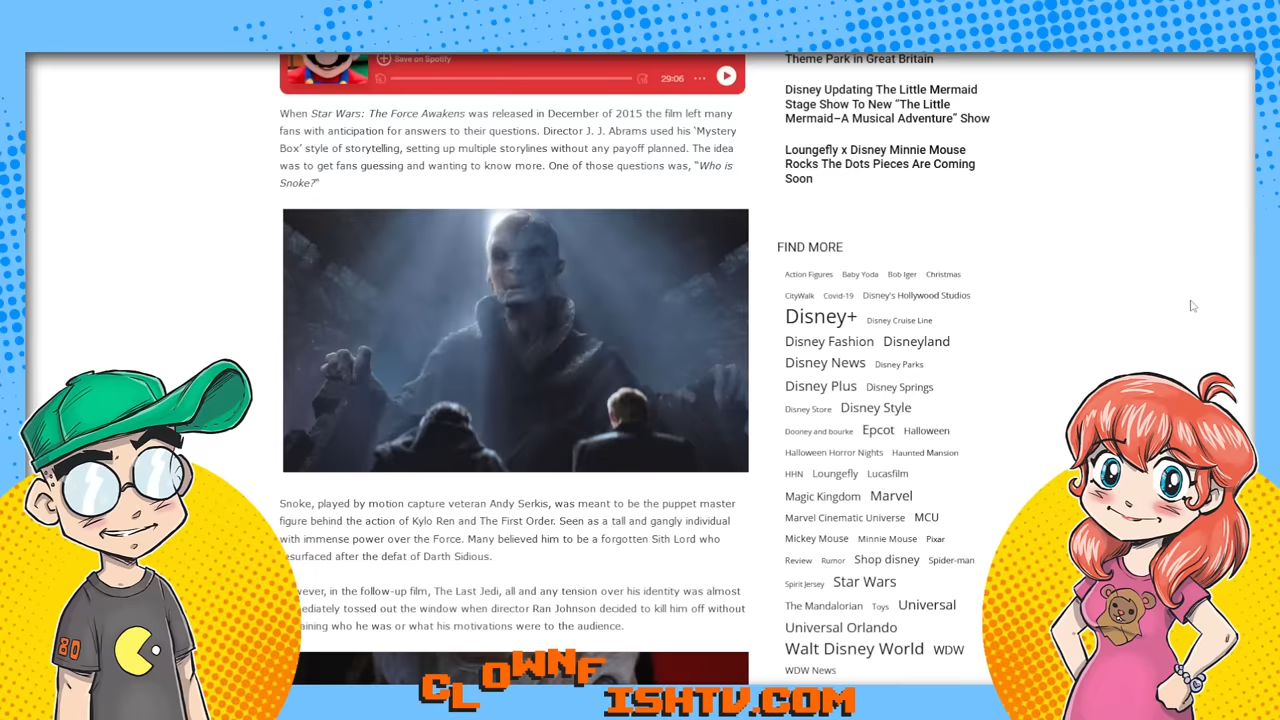 Save on Spotify
29:06
When Star Wars: The Force Awakens was released in December of 2015 the film left many
fans with anticipation for answers to their questions. Director J. J. Abrams used his ‘Mystery
Box’ style of storytelling, setting up multiple storylines without any payoff planned. The idea
was to get fans guessing and wanting to know more. One of those questions was, “Who is
Snoke?”
Snoke, played by motion capture veteran Andy Serkis, was meant to be the puppet master
figure behind the action of Kylo Ren and The First Order. Seen as a tall and gangly individual
with immense power over the Force. Many believed him to be a forgotten Sith Lord who
resurfaced after the defat of Darth Sidious.
wever, in the follow-up film, The Last Jedi, all and any tension over his identity was almost
mediately tossed out the window when director Ran Johnson decided to kill him off without
aining who he was or what his motivations were to the audience.
Theme Park in Great Britain
Disney Updating The Little Mermaid
Stage Show To New “The Little
Mermaid–A Musical Adventure” Show
Loungefly x Disney Minnie Mouse
Rocks The Dots Pieces Are Coming
Soon
FIND MORE
Action Figures Baby Yoda Bob Iger Christmas
CityWalk Covid-19 Disney's Hollywood Studios
Disney+ Disney Cruise Line
Disney Fashion Disneyland
Disney News Disney Parks
Disney Plus Disney Springs
Disney Store Disney Style
Dooney and bourke Epcot Halloween
Halloween Horror Nights Haunted Mansion
HHN Loungefly Lucasfilm
Magic Kingdom Marvel
Marvel Cinematic Universe MCU
Mickey Mouse Minnie Mouse Pixar
Review Rumor Shop disney Spider-man
Spirit Jersey Star Wars
The Mandalorian Toys Universal
Universal Orlando
Walt Disney World WDW
WDW News
80
CLOWNFISHTV.COM